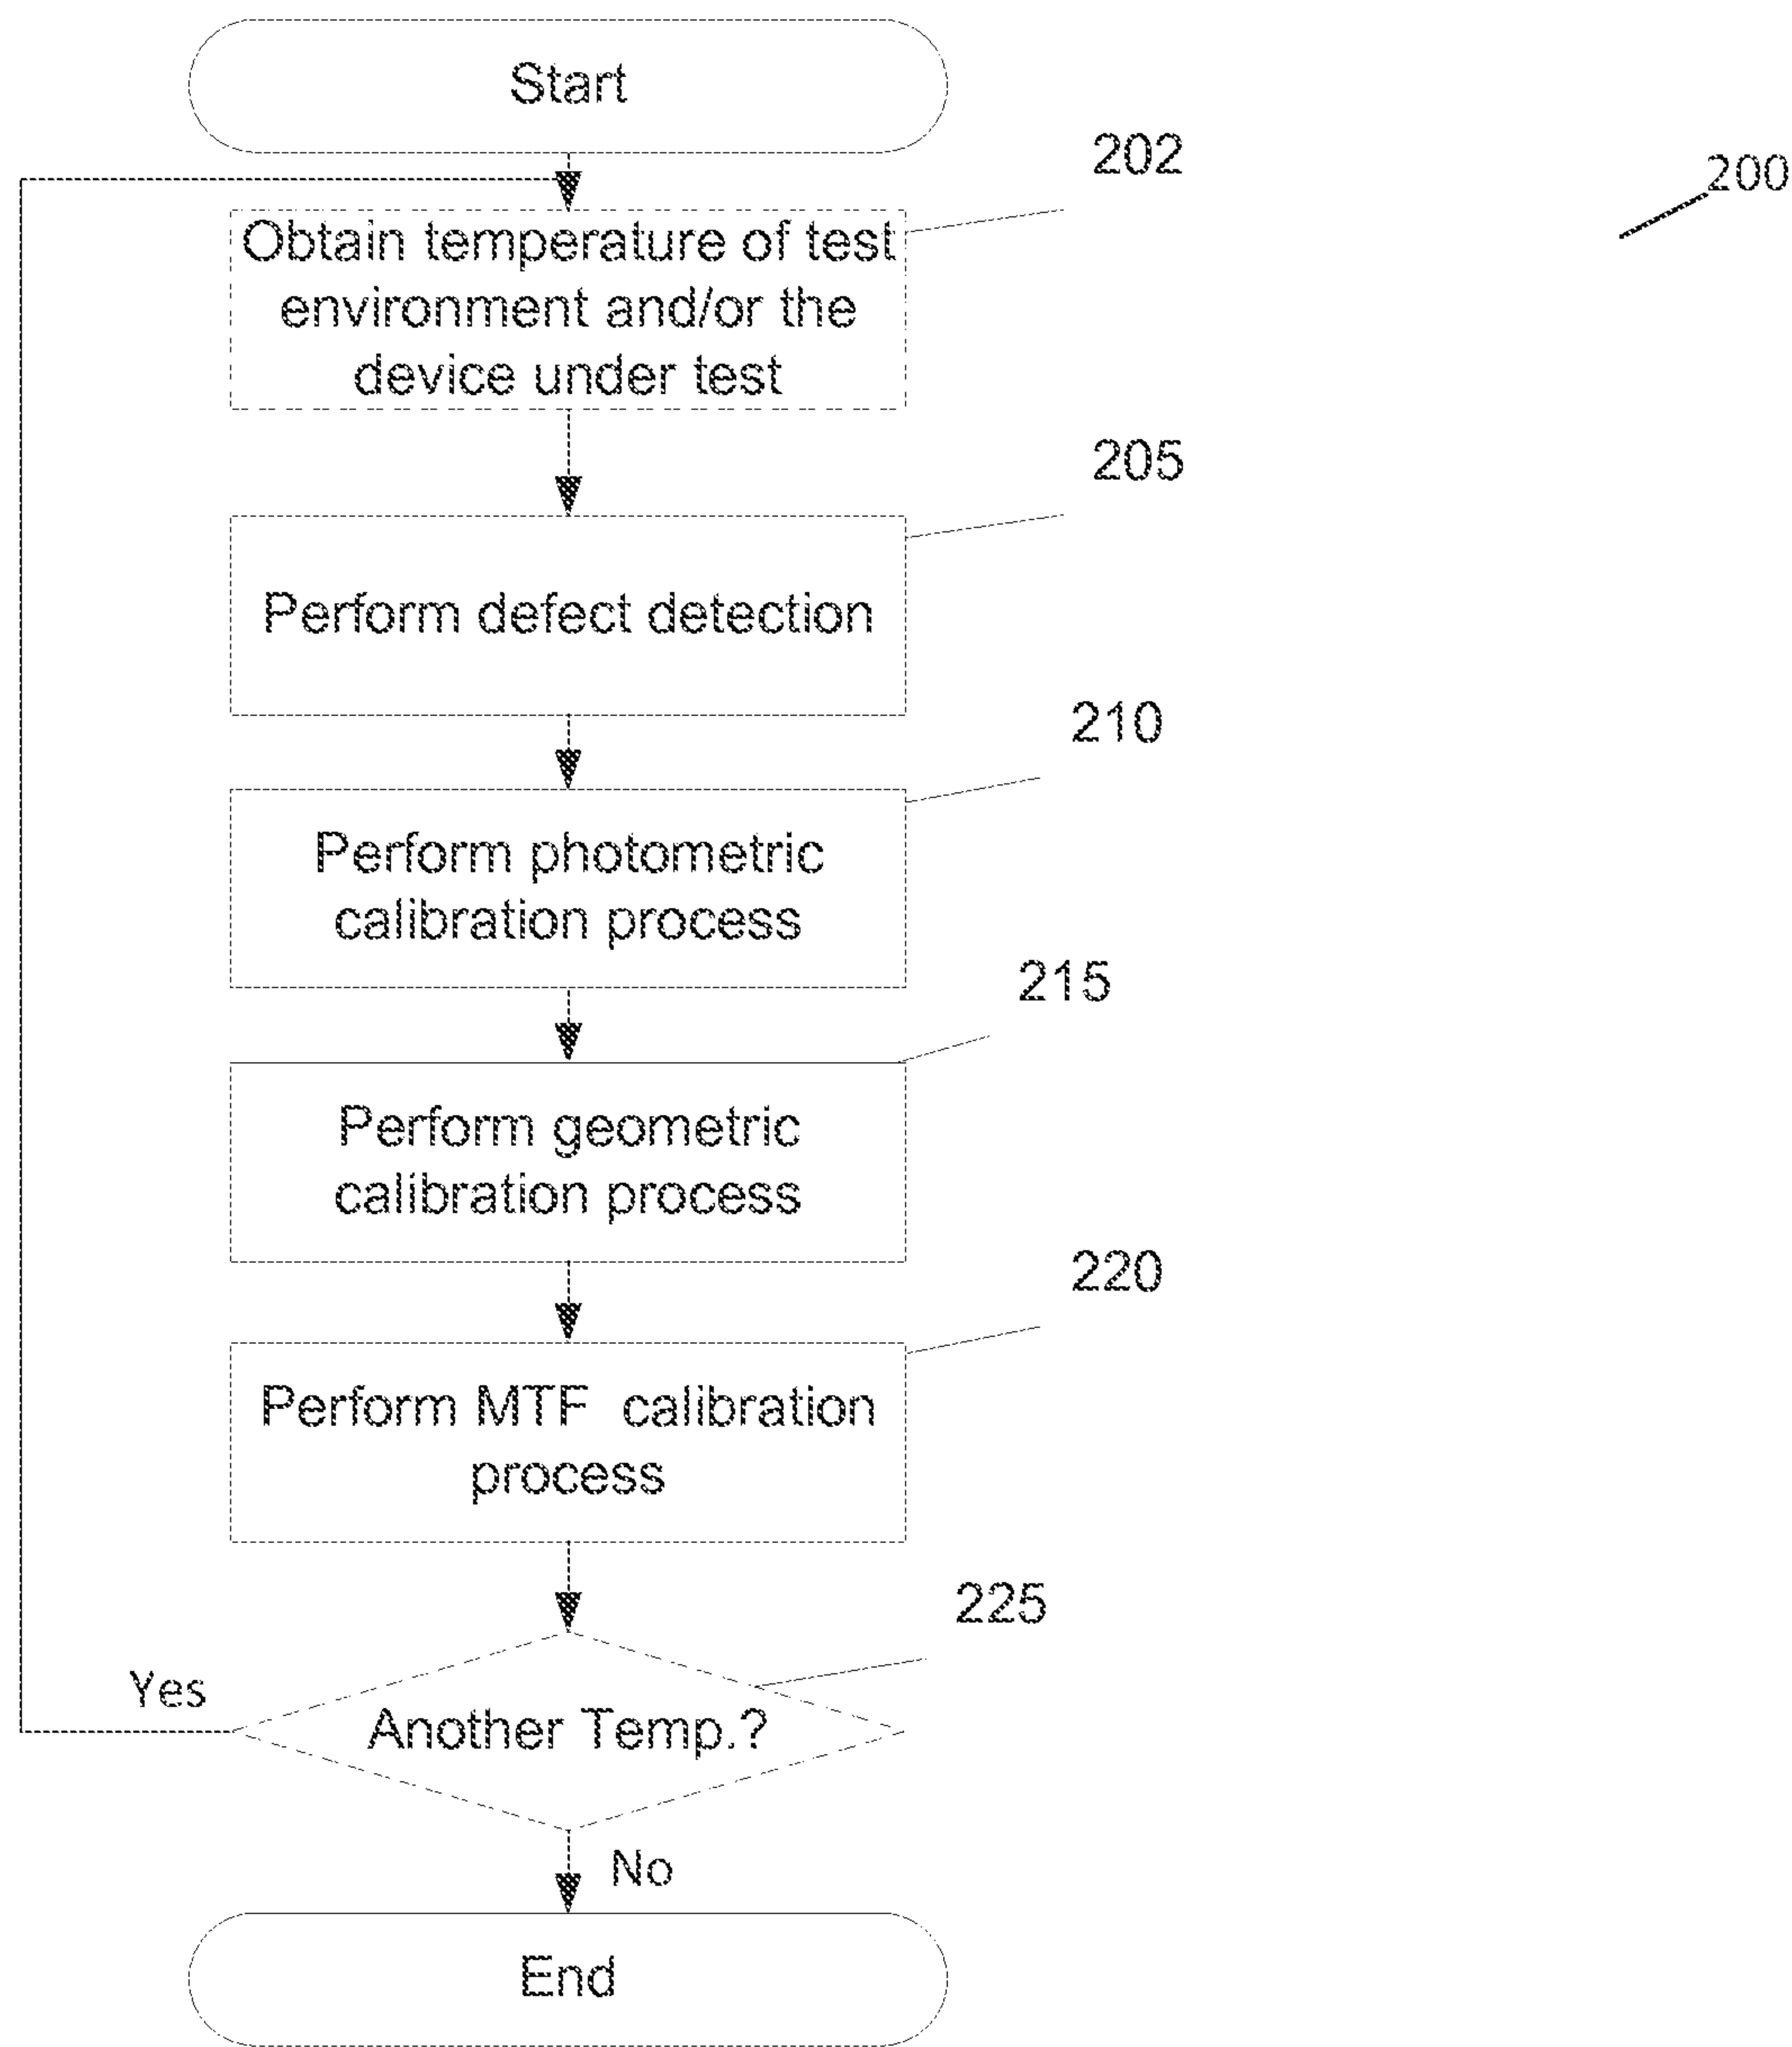 Start
202
200
Obtain temperature of test
environment and/or the
device under test
205
Perform defect detection
210
Perform photometric
calibration process
215
Perform geometric
calibration process
220
Perform MTF calibration
process
225
Yes
Another Temp.?
No
End